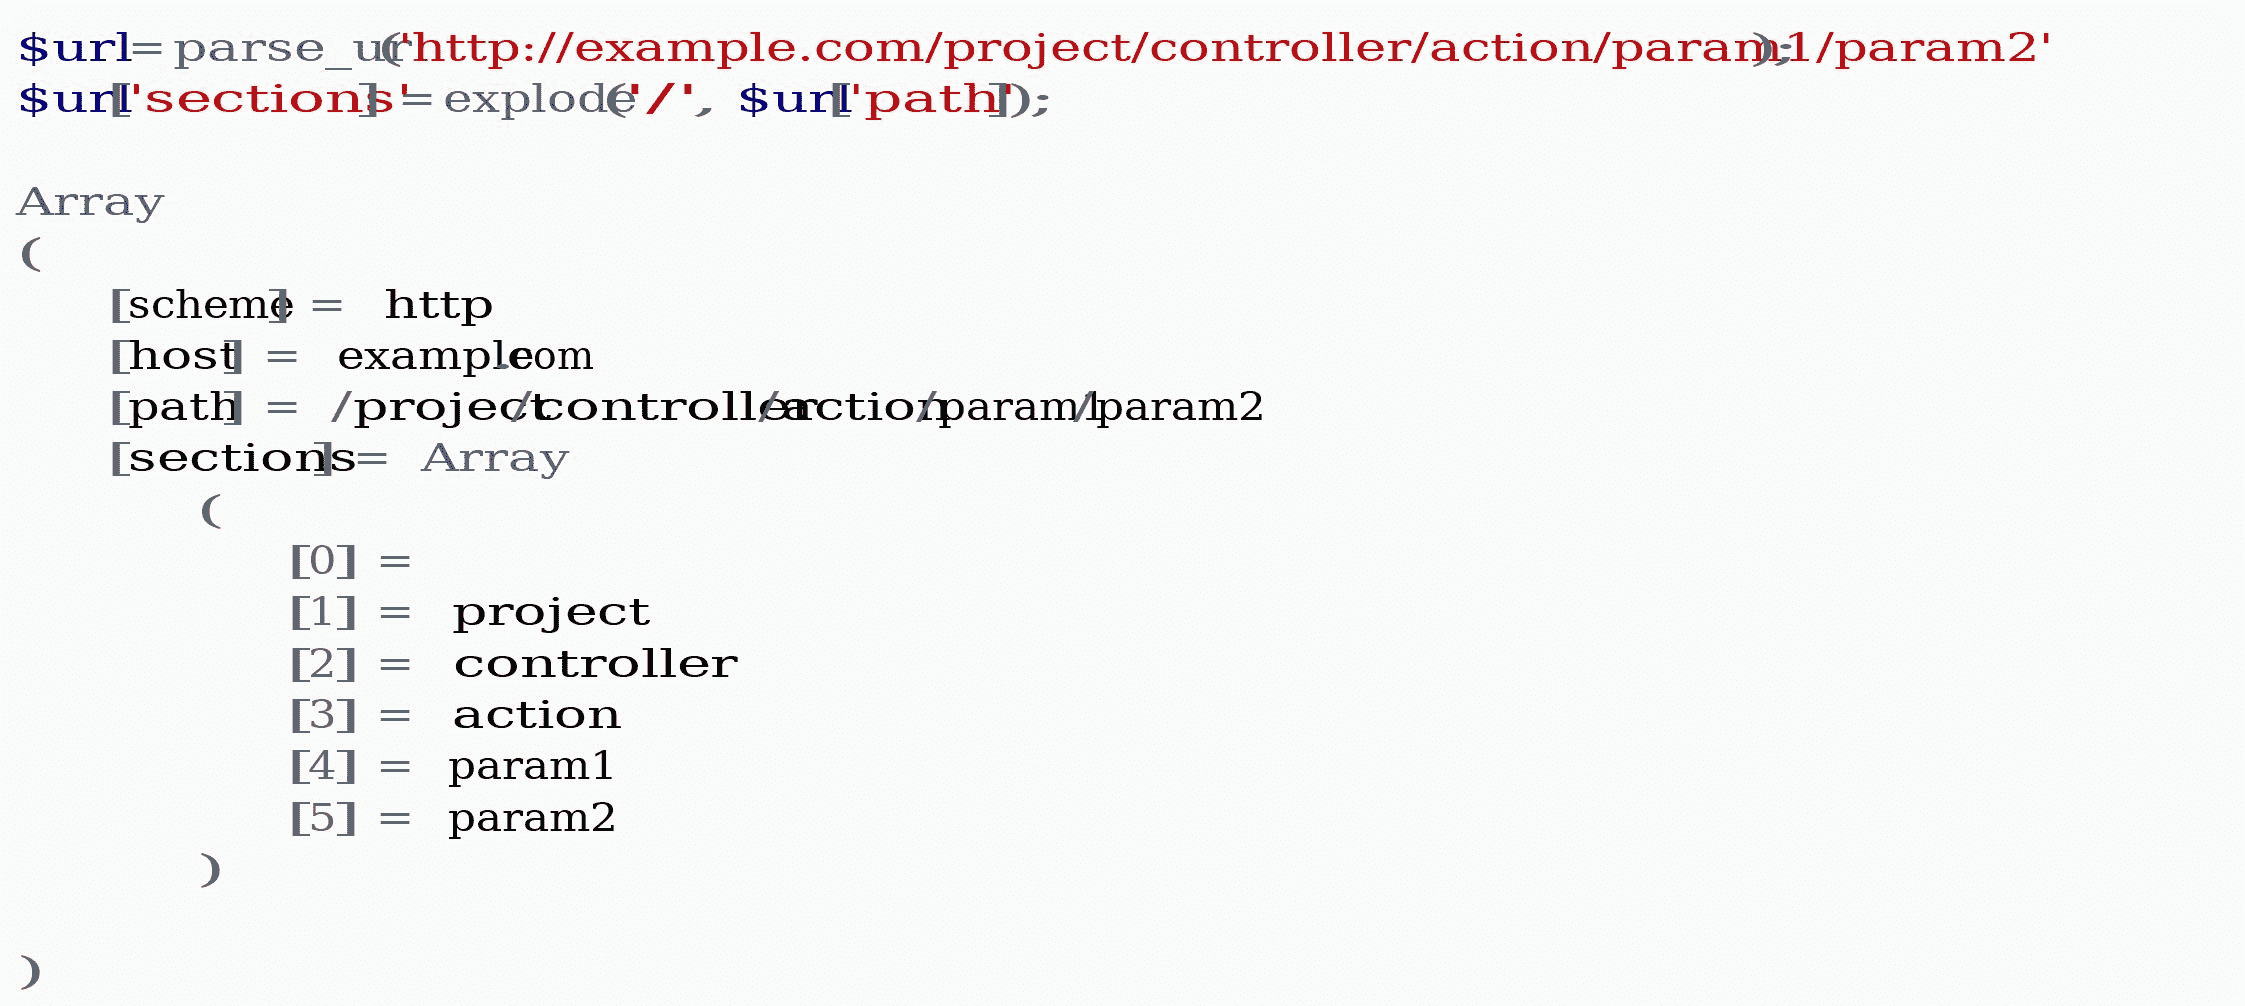 $url = parse_url('http://example.com/project/controller/action/param1/param2');
$url['sections'] = explode('/', $url['path']);
Array
(
[scheme] = http
[host] = example.com
[path] = /project/controller/action/param1/param2
[sections] = Array
(
[0] =
[1] = project
[2] = controller
[3] = action
[4] = param1
[5] = param2
)
)